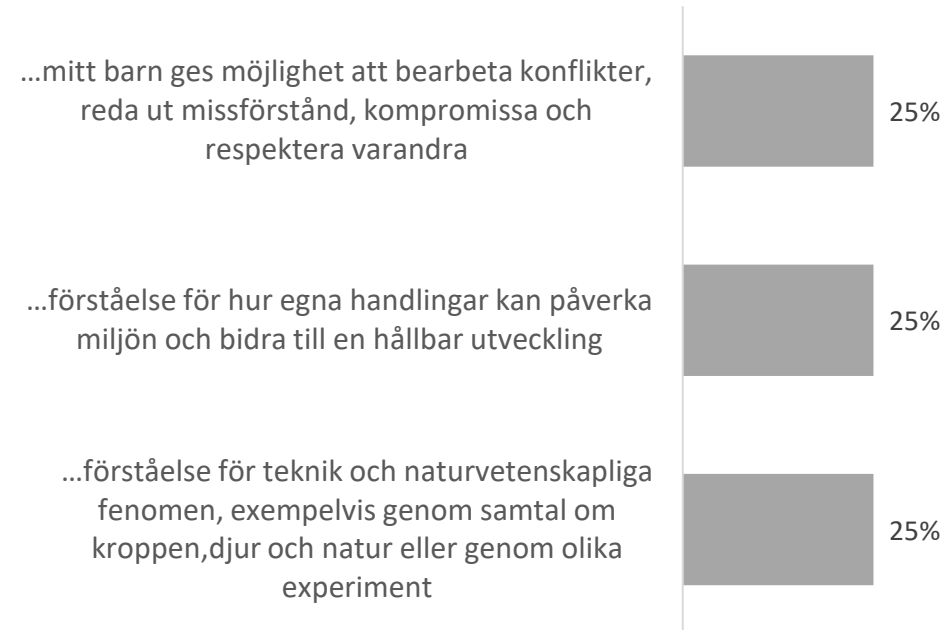 ...mitt barn ges möjlighet att bearbeta konflikter,
reda ut missförstånd, kompromissa och
respektera varandra
25%
...förståelse för hur egna handlingar kan påverka
miljön och bidra till en hållbar utveckling
25%
...förståelse för teknik och naturvetenskapliga
fenomen, exempelvis genom samtal om
kroppen,djur och natur eller genom olika
experiment
25%